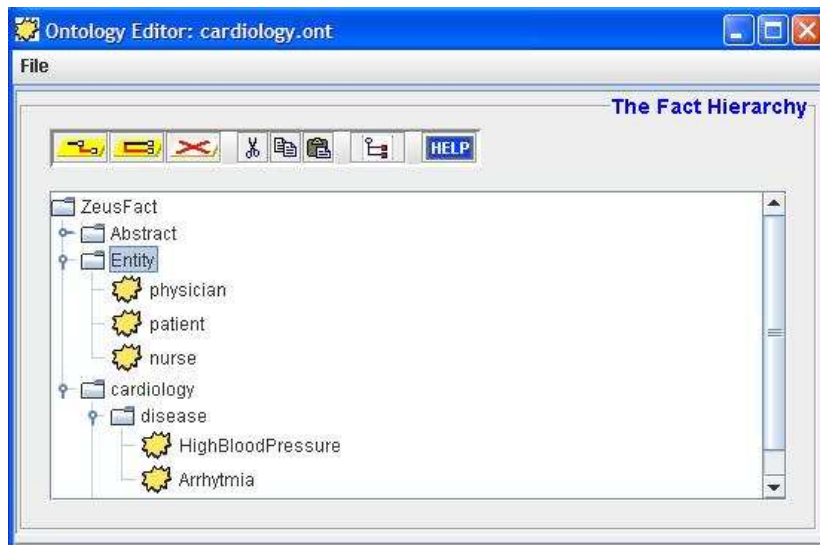 Ontology Editor: cardiology.ont
File
The Fact Hierarchy
HELP
ZeusFact
Abstract
Entity
physician
patient
nurse
cardiology
disease
HighBloodPressure
Arrhytmia